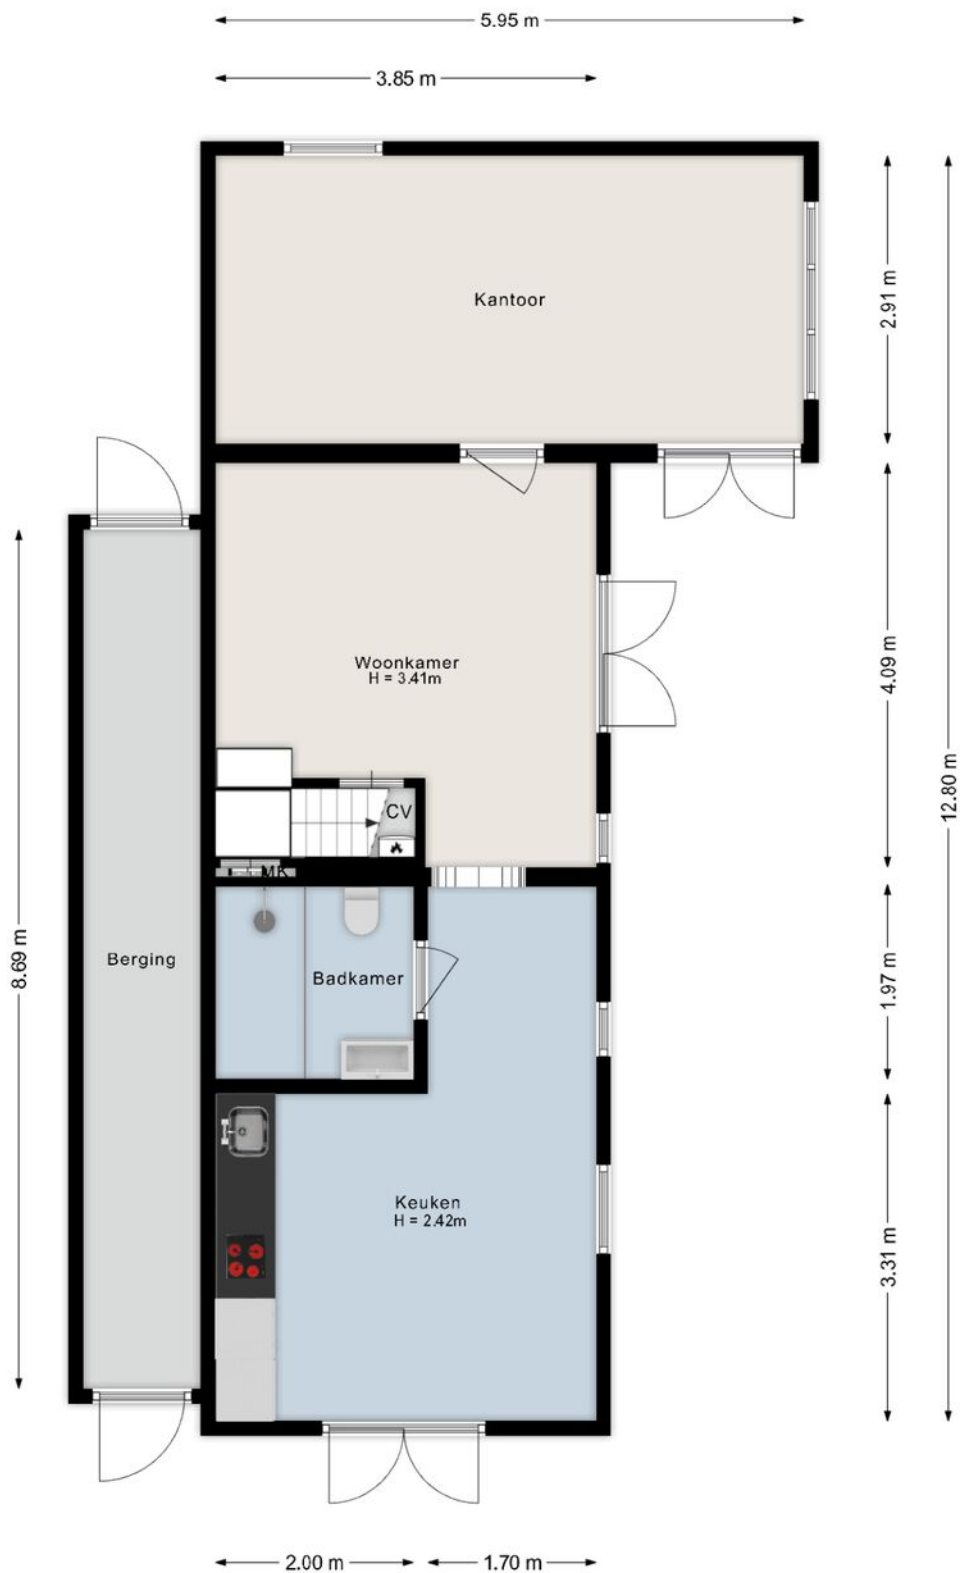 5.95 m
3.85 m
Kantoor
2.91 m
Woonkamer
H = 3.41m
4.09 m
12.80 m
CV
MK
Berging
8.69 m
Badkamer
1.97 m
Keuken
H = 2.42m
3.31 m
2.00 m
1.70 m